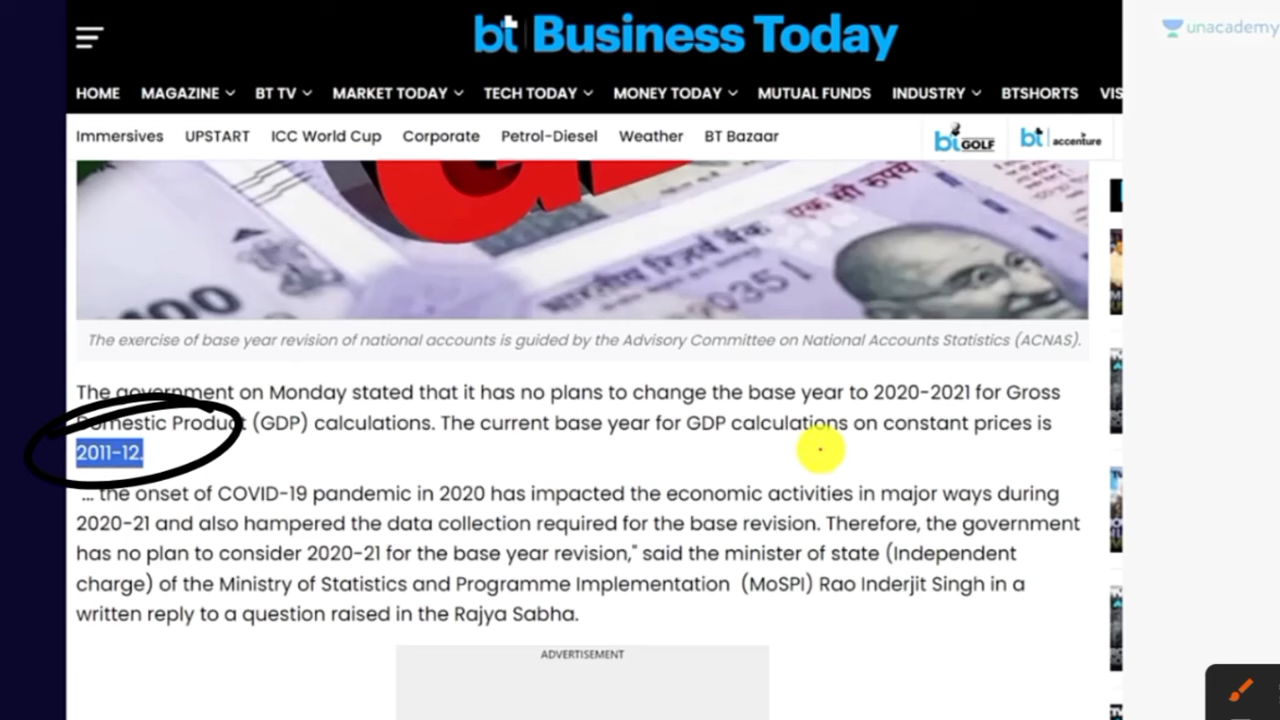 bt Business Today
unacademy
HOME MAGAZINE BT TV MARKET TODAY TECH TODAY MONEY TODAY MUTUAL FUNDS INDUSTRY BTSHORTS VIS
Immersives UPSTART ICC World Cup Corporate Petrol-Diesel Weather BT Bazaar bt GOLF bt accenture
एक सौ रुपये
भारतीय रिज़र्व बैंक
100
The exercise of base year revision of national accounts is guided by the Advisory Committee on National Accounts Statistics (ACNAS).
The government on Monday stated that it has no plans to change the base year to 2020-2021 for Gross
Domestic Product (GDP) calculations. The current base year for GDP calculations on constant prices is
2011-12.
"... the onset of COVID-19 pandemic in 2020 has impacted the economic activities in major ways during
2020-21 and also hampered the data collection required for the base revision. Therefore, the government
has no plan to consider 2020-21 for the base year revision," said the minister of state (Independent
charge) of the Ministry of Statistics and Programme Implementation (MoSPI) Rao Inderjit Singh in a
written reply to a question raised in the Rajya Sabha.
ADVERTISEMENT